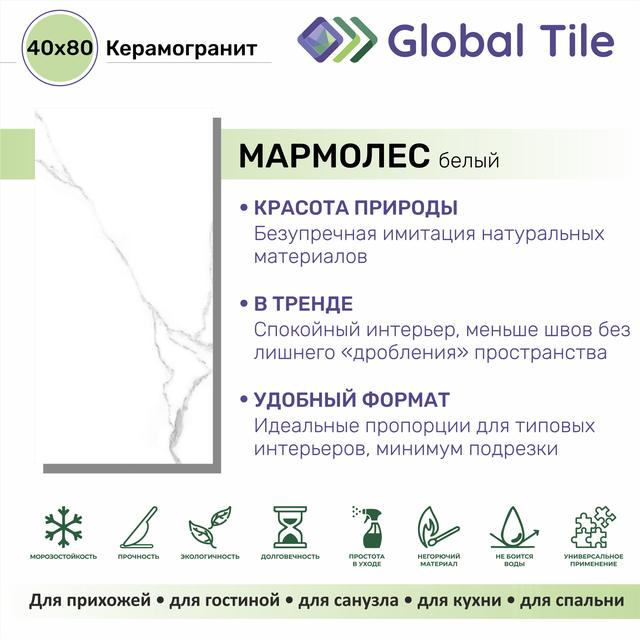 40x80 Керамогранит
Global Tile
МАРМОЛЕС белый
• КРАСОТА ПРИРОДЫ
Безупречная имитация натуральных
материалов
• В ТРЕНДЕ
Спокойный интерьер, меньше швов без
лишнего «дробления» пространства
• УДОБНЫЙ ФОРМАТ
Идеальные пропорции для типовых
интерьеров, минимум подрезки
МОРОЗОСТОЙКОСТЬ
ПРОЧНОСТЬ
ЭКОЛОГИЧНОСТЬ
ДОЛГОВЕЧНОСТЬ
ПРОСТОТА
В УХОДЕ
НЕГОРЮЧИЙ
МАТЕРИАЛ
НЕ БОИТСЯ
ВОДЫ
УНИВЕРСАЛЬНОЕ
ПРИМЕНЕНИЕ
Для прихожей • для гостиной • для санузла • для кухни • для спальни